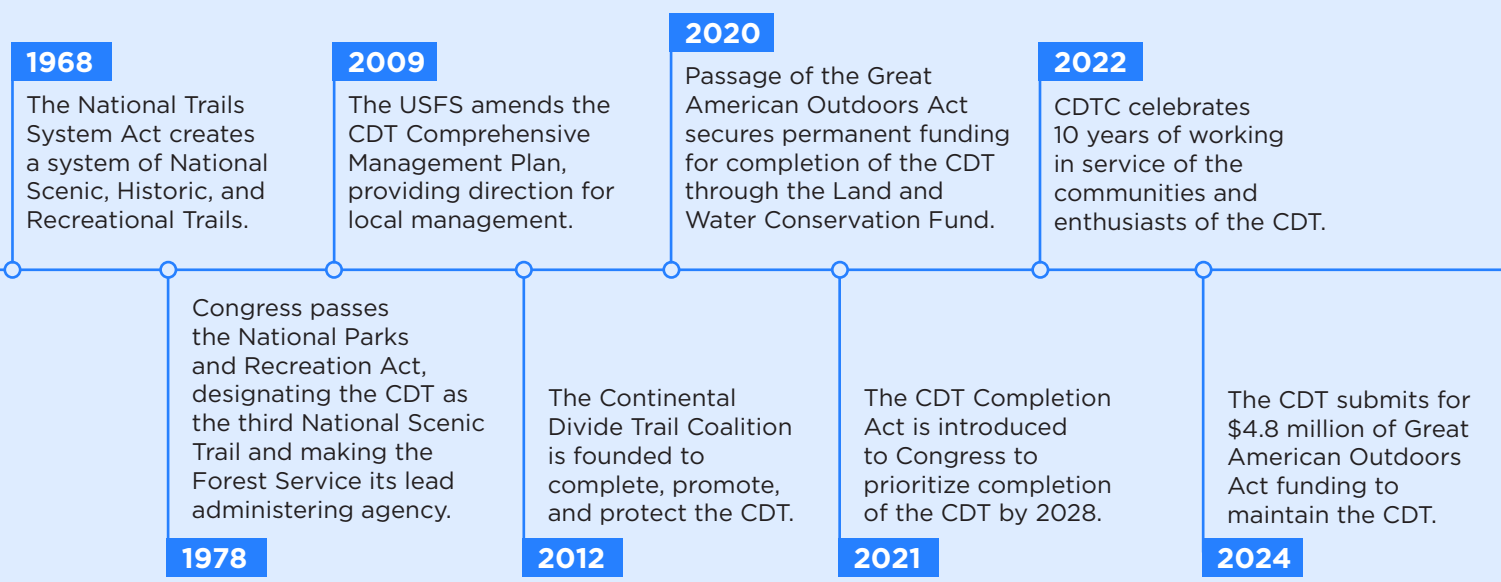 1968
The National Trails
System Act creates
a system of National
Scenic, Historic, and
Recreational Trails.
Congress passes
the National Parks
and Recreation Act,
designating the CDT as
the third National Scenic
Trail and making the
Forest Service its lead
administering agency.
1978
2009
The USFS amends the
CDT Comprehensive
Management Plan,
providing direction for
local management.
The Continental
Divide Trail Coalition
is founded to
complete, promote,
and protect the CDT.
2012
2020
Passage of the Great
American Outdoors Act
secures permanent funding
for completion of the CDT
through the Land and
Water Conservation Fund.
The CDT Completion
Act is introduced
to Congress to
prioritize completion
of the CDT by 2028.
2021
2022
CDTC celebrates
10 years of working
in service of the
communities and
enthusiasts of the CDT.
The CDT submits for
$4.8 million of Great
American Outdoors
Act funding to
maintain the CDT.
2024